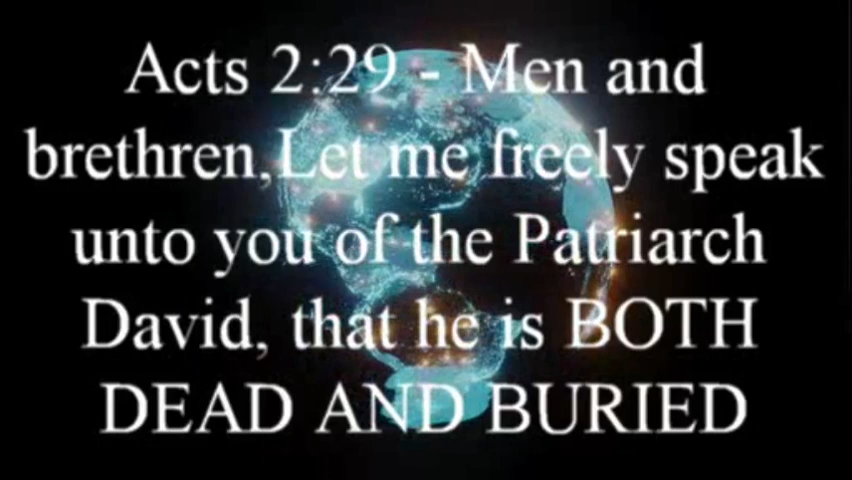 Acts 2:29 - Men and
brethren,Let me freely speak
unto you of the Patriarch
David, that he is BOTH
DEAD AND BURIED